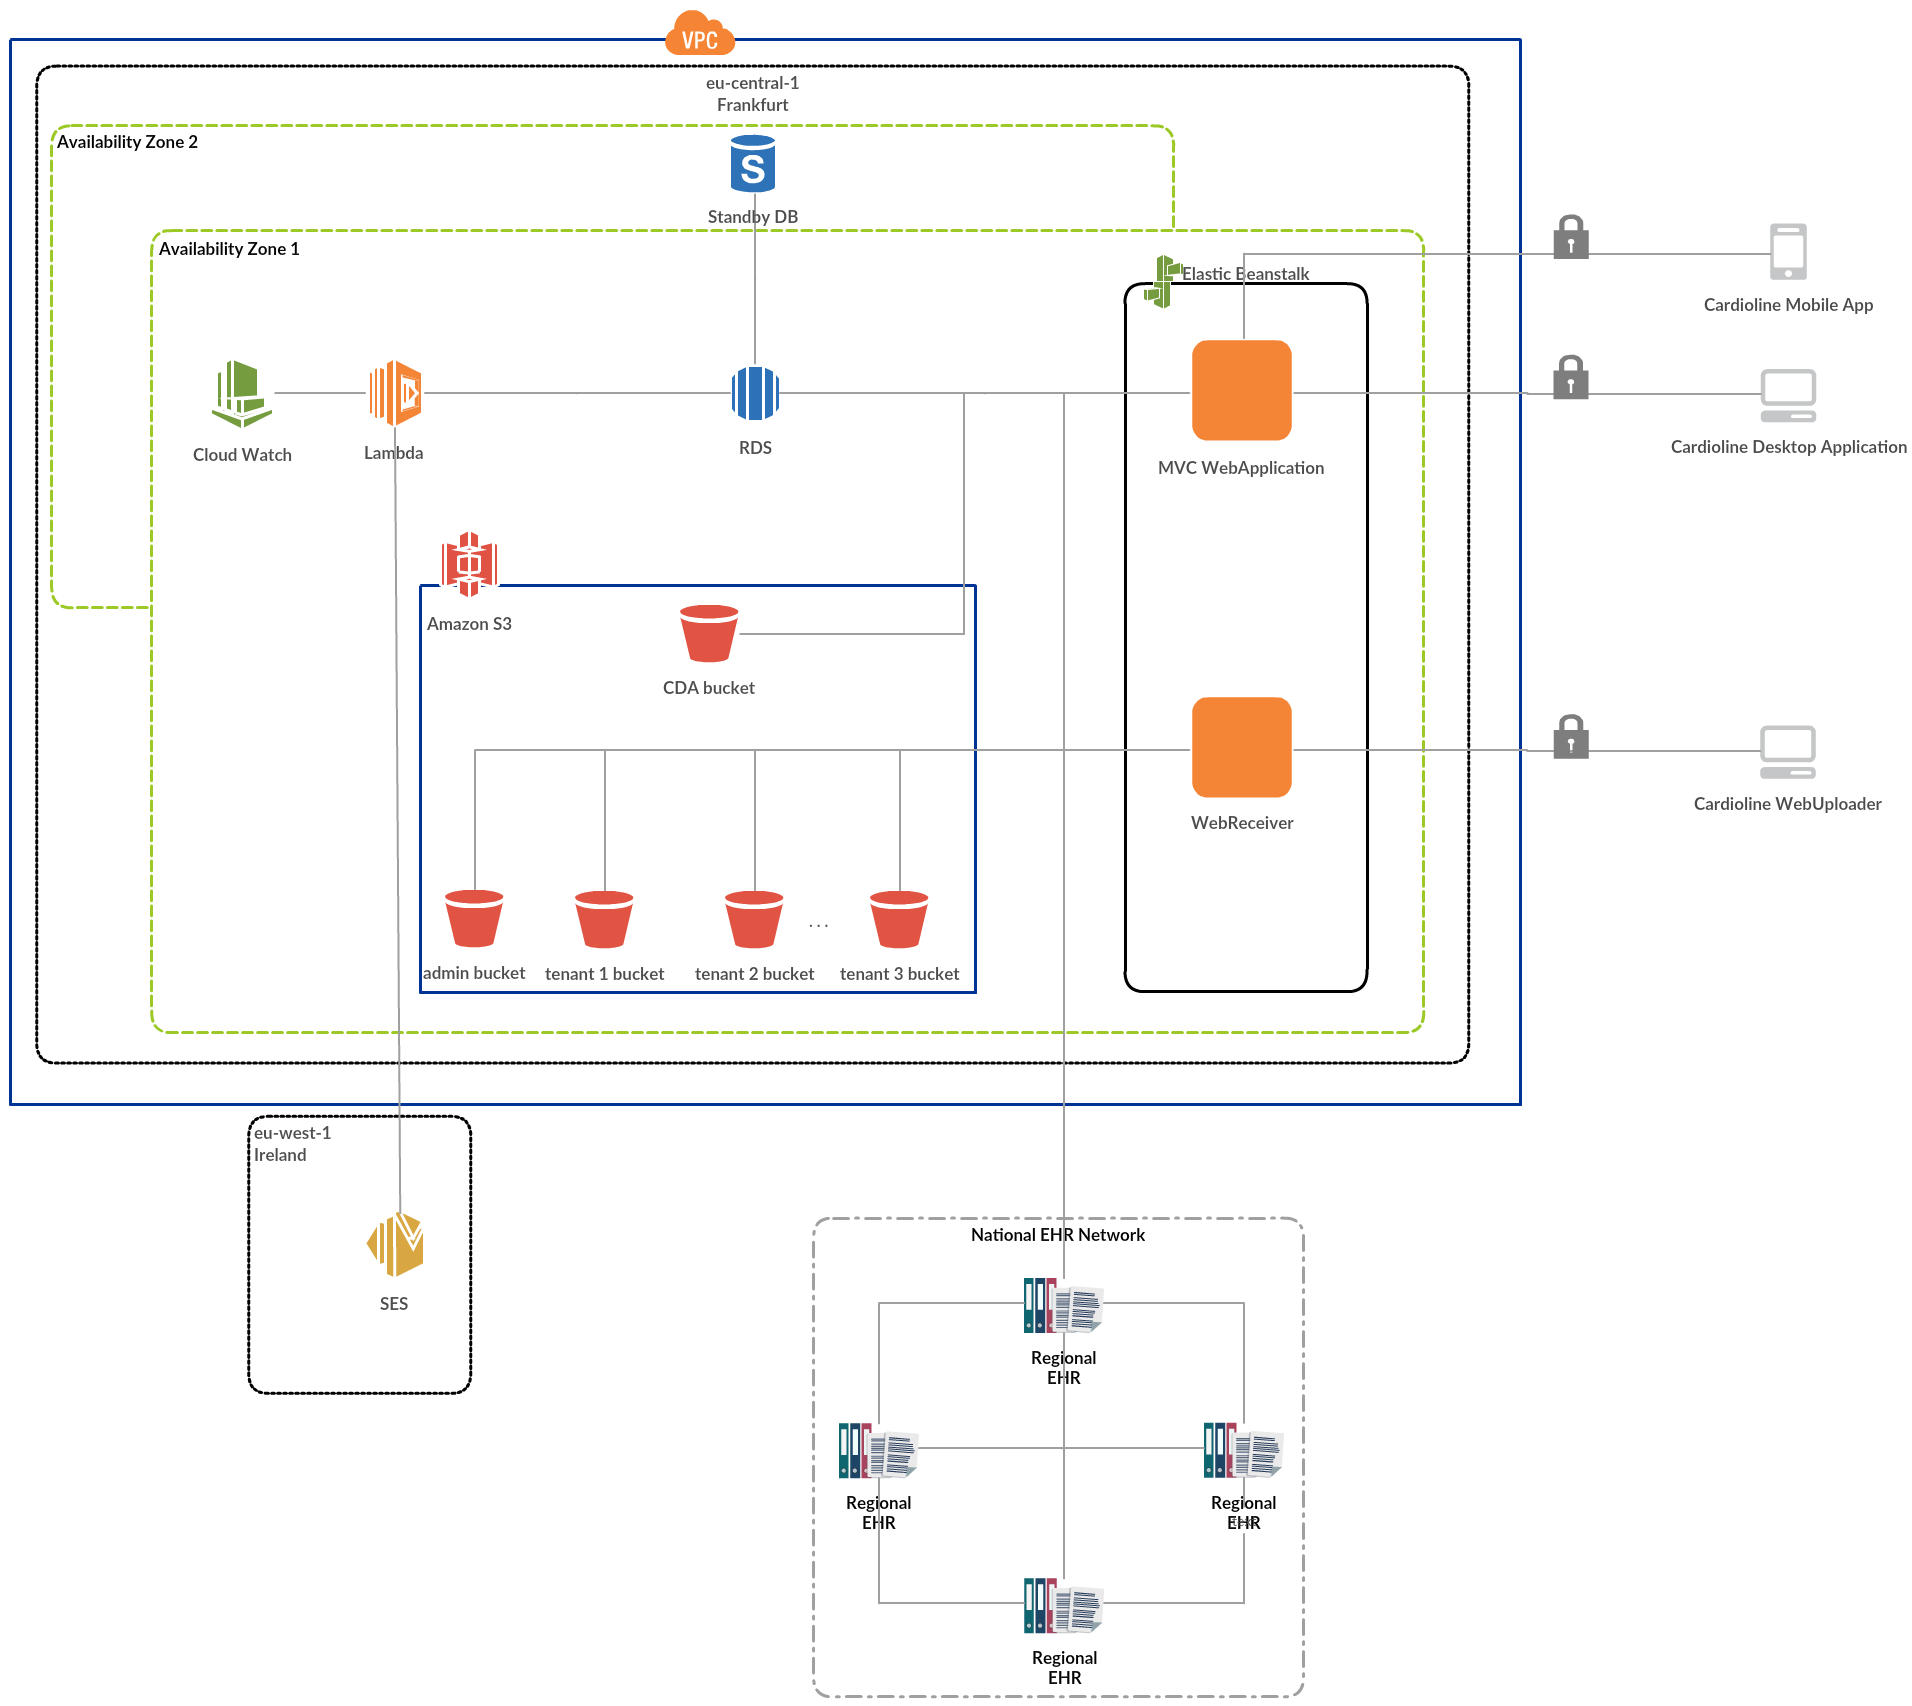 VPC
eu-central-1
Frankfurt
Availability Zone 2
S
Standby DB
Availability Zone 1
Elastic Beanstalk
Cardioline Mobile App
Cloud Watch
Lambda
RDS
MVC WebApplication
Cardioline Desktop Application
Amazon S3
CDA bucket
WebReceiver
Cardioline WebUploader
...
admin bucket
tenant 1 bucket
tenant 2 bucket
tenant 3 bucket
eu-west-1
Ireland
SES
National EHR Network
Regional
EHR
Regional
EHR
Regional
EHR
Regional
EHR